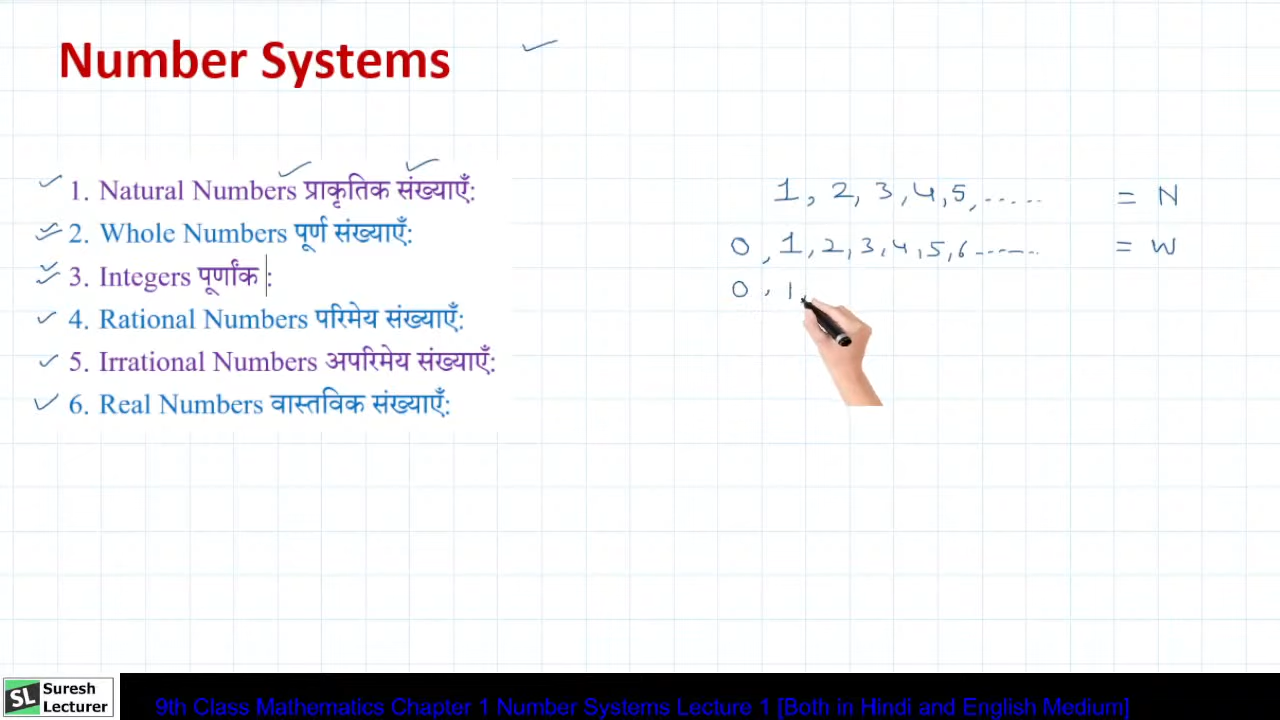 Number Systems
1. Natural Numbers प्राकृतिक संख्याएँ:
2. Whole Numbers पूर्ण संख्याएँ:
3. Integers पूर्णांक :
4. Rational Numbers परिमेय संख्याएँ:
5. Irrational Numbers अपरिमेय संख्याएँ:
6. Real Numbers वास्तविक संख्याएँ:
1, 2, 3, 4, 5, ...... = N
0, 1, 2, 3, 4, 5, 6 ------- = W
0, 1,
SL Suresh Lecturer
9th Class Mathematics Chapter 1 Number Systems Lecture 1 [Both in Hindi and English Medium]